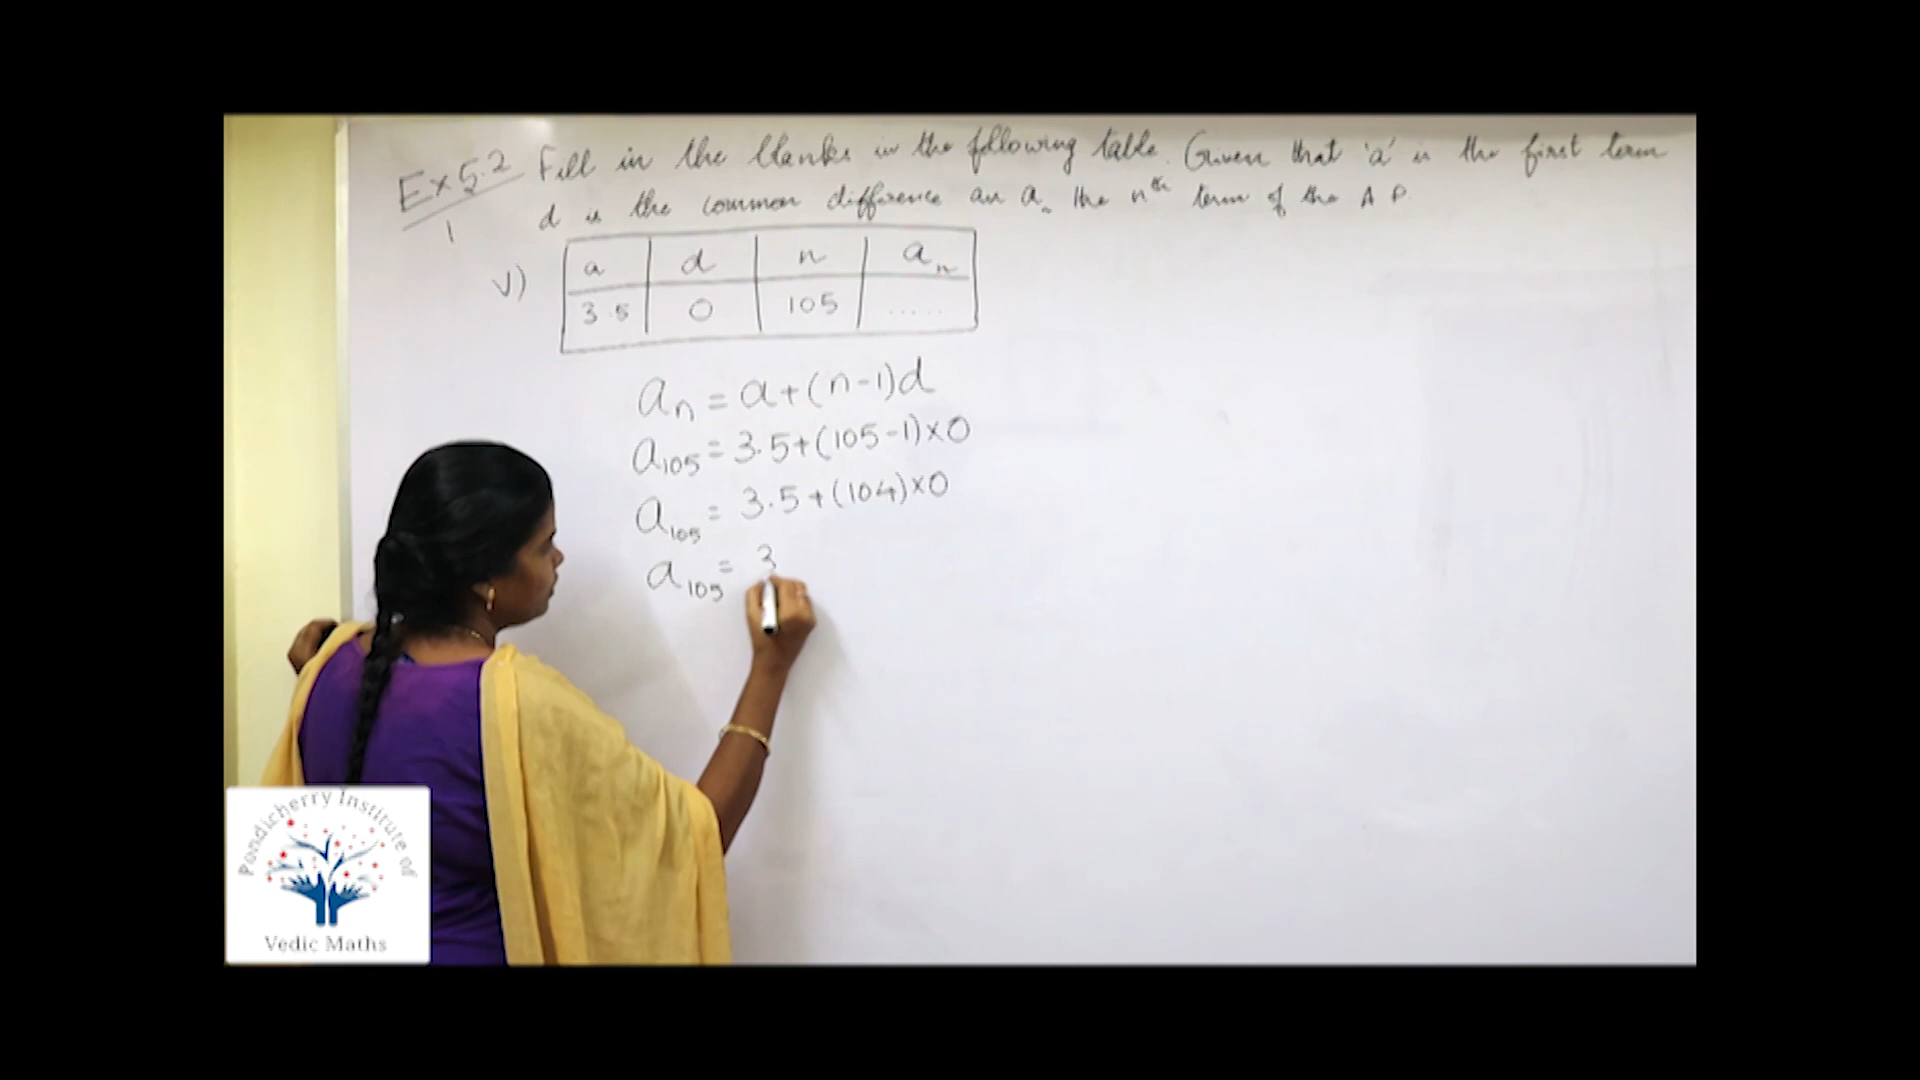 Ex 5.2 Fill in the blanks in the following table. Given that 'a' is the first term
1 d is the common difference an aₙ the nᵗʰ term of the A P
V)
a d n aₙ
3.5 0 105 .....
aₙ = a+(n-1)d
a₁₀₅ = 3.5+(105-1)×0
a₁₀₅ = 3.5+(104)×0
a₁₀₅ = 3
Pondicherry Institute of
Vedic Maths